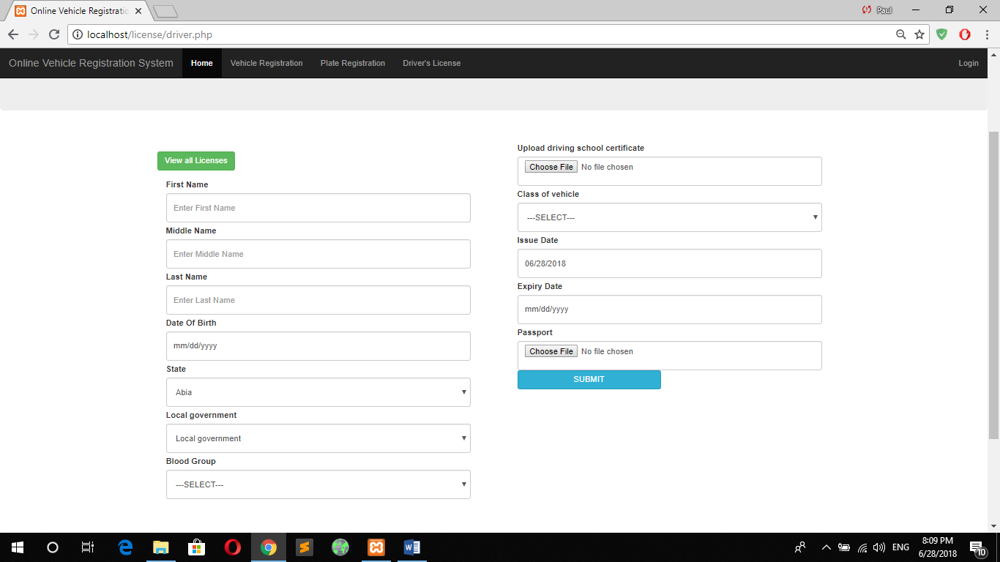 Online Vehicle Registratic
Paul
localhost/license/driver.php
Online Vehicle Registration System Home Vehicle Registration Plate Registration Driver's License Login
View all Licenses
First Name
Enter First Name
Middle Name
Enter Middle Name
Last Name
Enter Last Name
Date Of Birth
mm/dd/yyyy
State
Abia
Local government
Local government
Blood Group
---SELECT---
Upload driving school certificate
Choose File No file chosen
Class of vehicle
---SELECT---
Issue Date
06/28/2018
Expiry Date
mm/dd/yyyy
Passport
Choose File No file chosen
SUBMIT
ENG
8:09 PM
6/28/2018
10